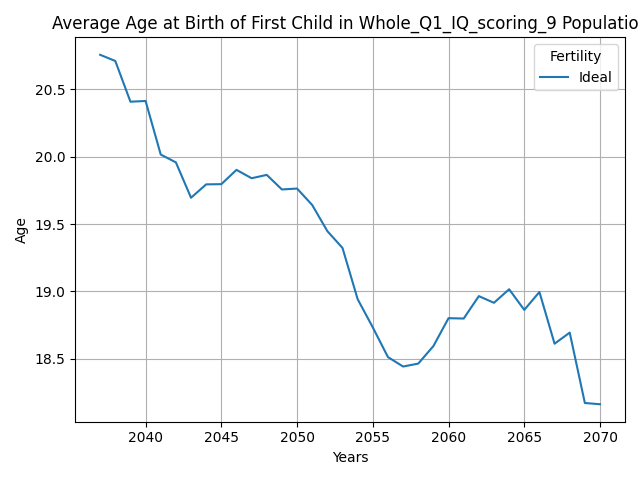 Average Age at Birth of First Child in Whole_Q1_IQ_scoring_9 Populatio
Fertility
Ideal
20.5
20.0
19.5
19.0
18.5
Age
2040 2045 2050 2055 2060 2065 2070
Years